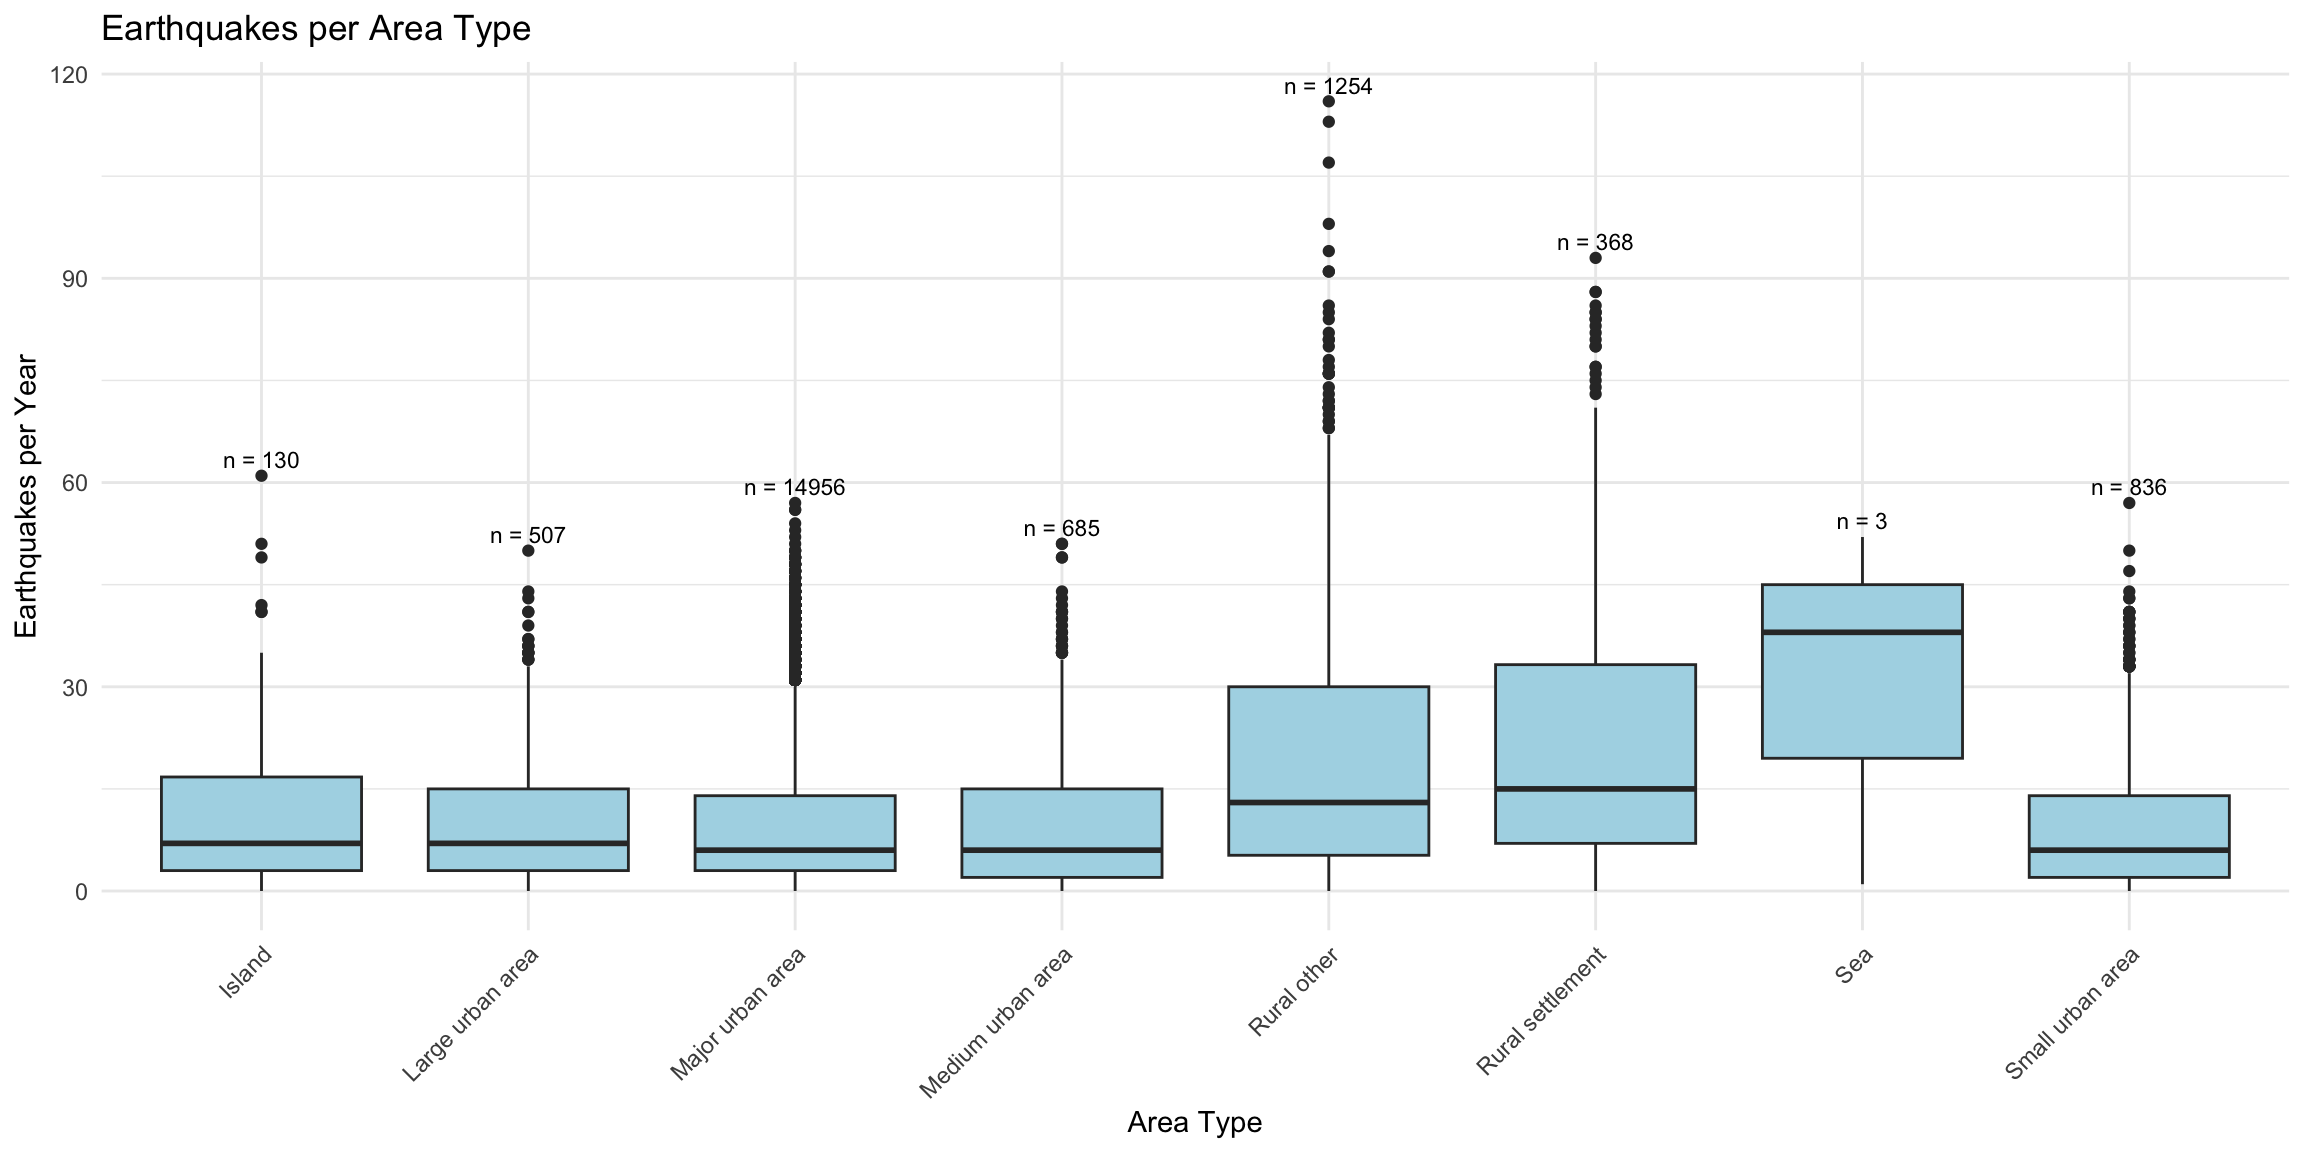 Earthquakes per Area Type
Earthquakes per Year
120
90
60
30
0
n = 130
n = 507
n = 14956
n = 685
n = 1254
n = 368
n = 3
n = 836
Island
Large urban area
Major urban area
Medium urban area
Rural other
Rural settlement
Sea
Small urban area
Area Type